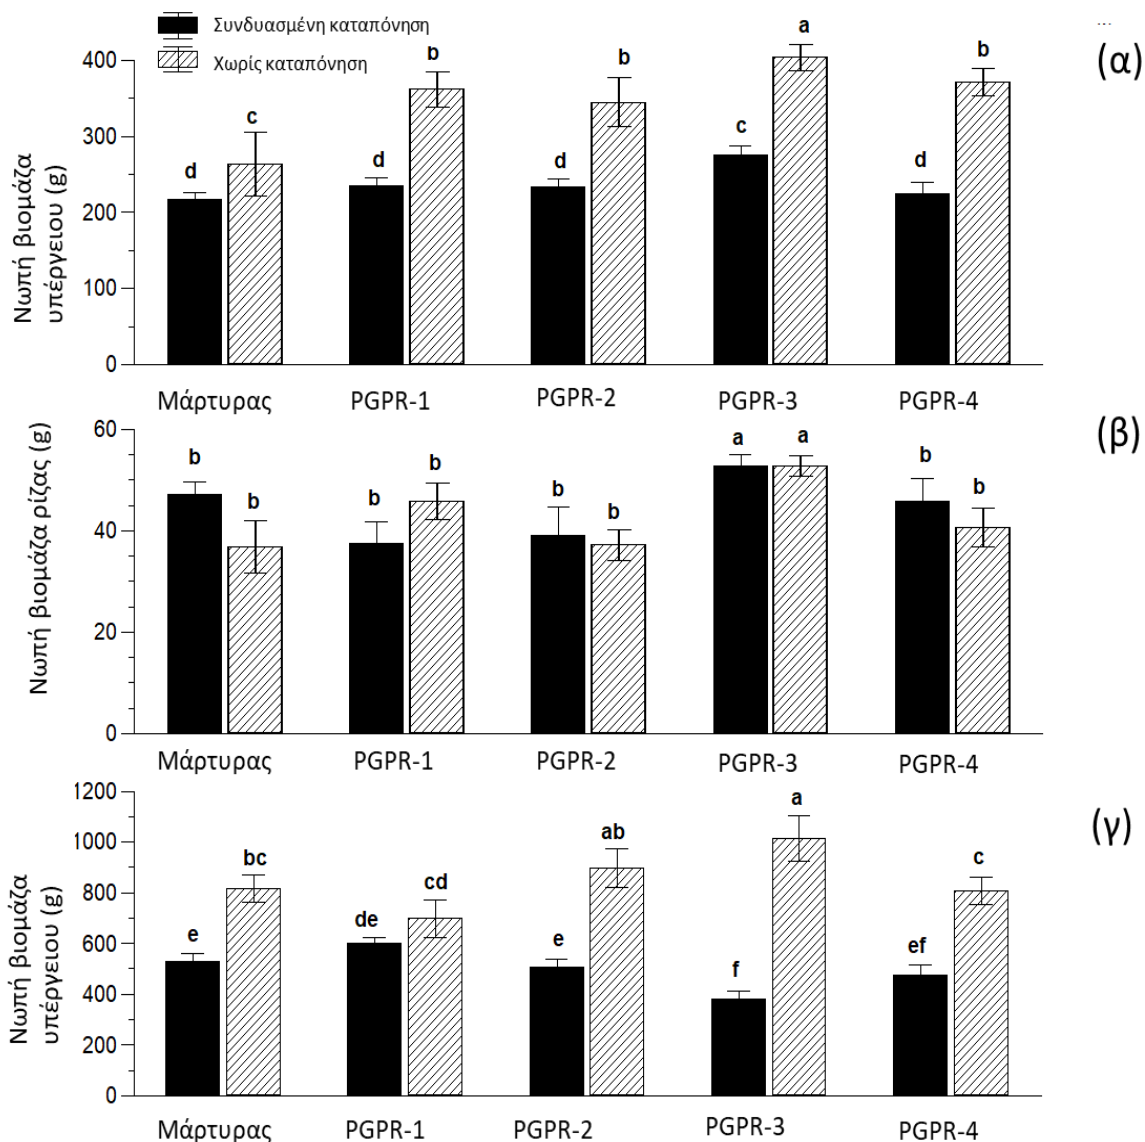 Συνδυασμένη καταπόνηση
Χωρίς καταπόνηση
(α)
Νωπή βιομάζα
υπέργειου (g)
400
300
200
100
0
d c d b d b c a d b
Μάρτυρας PGPR-1 PGPR-2 PGPR-3 PGPR-4
(β)
Νωπή βιομάζα ρίζας (g)
60
40
20
0
b b b b b b a a b b
Μάρτυρας PGPR-1 PGPR-2 PGPR-3 PGPR-4
(γ)
Νωπή βιομάζα
υπέργειου (g)
1200
1000
800
600
400
200
0
e bc de cd e ab f a ef c
Μάρτυρας PGPR-1 PGPR-2 PGPR-3 PGPR-4